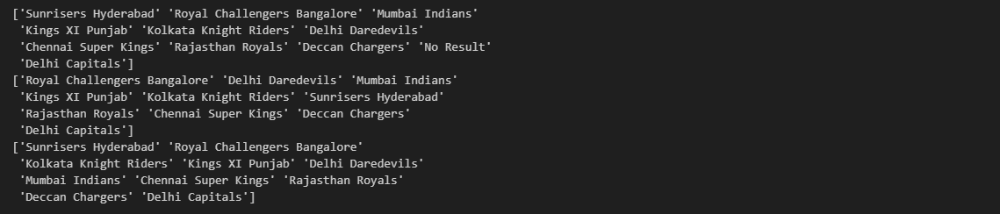 ['Sunrisers Hyderabad' 'Royal Challengers Bangalore' 'Mumbai Indians'
 'Kings XI Punjab' 'Kolkata Knight Riders' 'Delhi Daredevils'
 'Chennai Super Kings' 'Rajasthan Royals' 'Deccan Chargers' 'No Result'
 'Delhi Capitals']
['Royal Challengers Bangalore' 'Delhi Daredevils' 'Mumbai Indians'
 'Kings XI Punjab' 'Kolkata Knight Riders' 'Sunrisers Hyderabad'
 'Rajasthan Royals' 'Chennai Super Kings' 'Deccan Chargers'
 'Delhi Capitals']
['Sunrisers Hyderabad' 'Royal Challengers Bangalore'
 'Kolkata Knight Riders' 'Kings XI Punjab' 'Delhi Daredevils'
 'Mumbai Indians' 'Chennai Super Kings' 'Rajasthan Royals'
 'Deccan Chargers' 'Delhi Capitals']